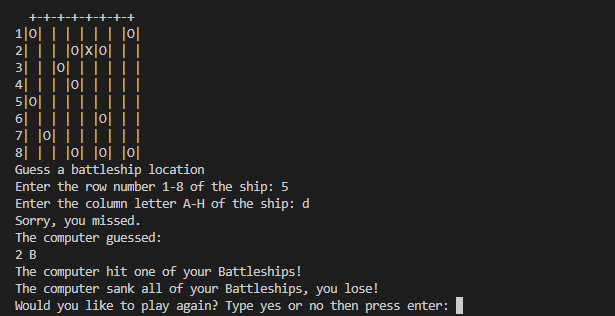 +-+-+-+-+-+-+-+
1|O| | | | | | |O|
2| | | |O|X|O| | |
3| | |O| | | | | |
4| | | |O| | | | |
5|O| | | | | | | |
6| | | | | |O| | |
7| |O| | | | | | |
8| | | |O| |O| |O|
Guess a battleship location
Enter the row number 1-8 of the ship: 5
Enter the column letter A-H of the ship: d
Sorry, you missed.
The computer guessed:
2 B
The computer hit one of your Battleships!
The computer sank all of your Battleships, you lose!
Would you like to play again? Type yes or no then press enter: